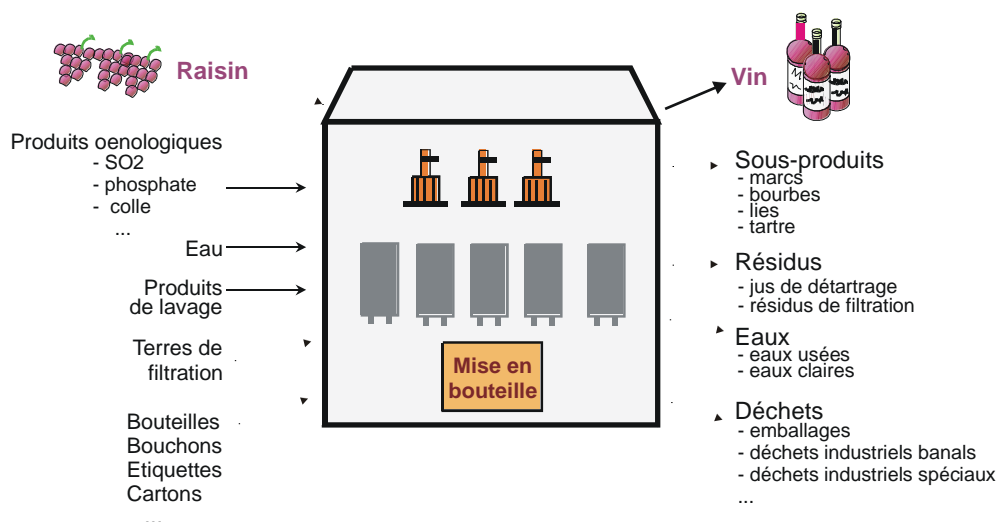 Raisin
Vin
Produits oenologiques
- SO2
- phosphate
- colle
...
Eau
Produits
de lavage
Terres de
filtration
Bouteilles
Bouchons
Etiquettes
Cartons
...
Mise en
bouteille
Sous-produits
- marcs
- bourbes
- lies
- tartre
Résidus
- jus de détartrage
- résidus de filtration
Eaux
- eaux usées
- eaux claires
Déchets
- emballages
- déchets industriels banals
- déchets industriels spéciaux
...